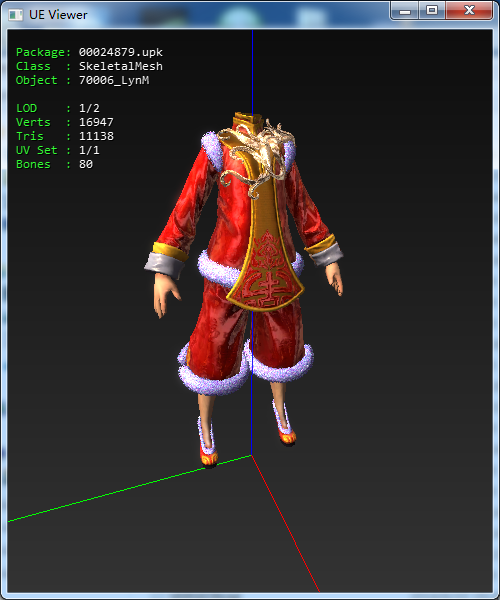 UE Viewer
Package: 00024879.upk
Class : SkeletalMesh
Object : 70006_LynM
LOD : 1/2
Verts : 16947
Tris : 11138
UV Set : 1/1
Bones : 80